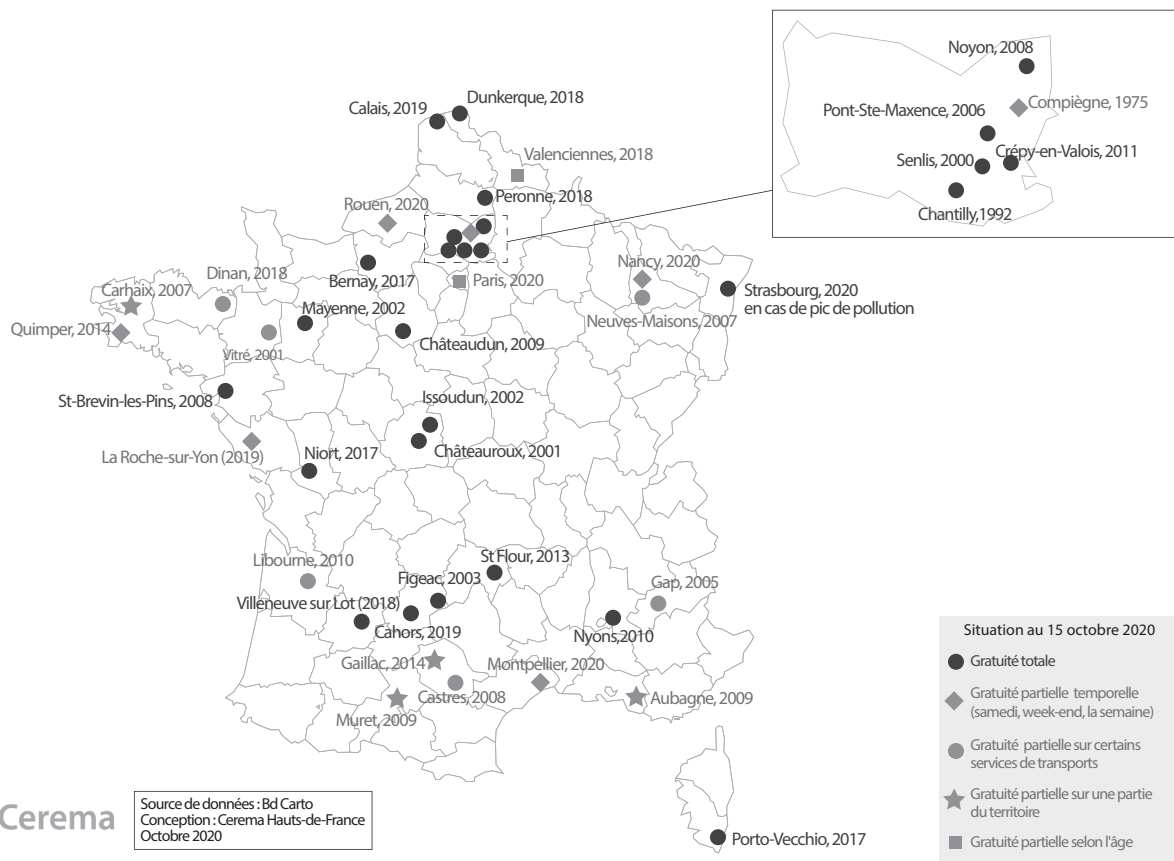 Noyon, 2008
Compiègne, 1975
Pont-Ste-Maxence, 2006
Crépy-en-Valois, 2011
Senlis, 2000
Chantilly,1992
Dunkerque, 2018
Calais, 2019
Valenciennes, 2018
Peronne, 2018
Rouen, 2020
Dinan, 2018
Bernay, 2017
Paris, 2020
Nancy, 2020
Carhaix, 2007
Mayenne, 2002
Strasbourg, 2020
en cas de pic de pollution
Quimper, 2014
Neuves-Maisons, 2007
Vitré, 2001
Châteaudun, 2009
St-Brevin-les-Pins, 2008
Issoudun, 2002
La Roche-sur-Yon (2019)
Niort, 2017
Châteauroux, 2001
Libourne, 2010
St Flour, 2013
Figeac, 2003
Gap, 2005
Villeneuve sur Lot (2018)
Cahors, 2019
Nyons,2010
Gaillac, 2014
Montpellier, 2020
Castres, 2008
Aubagne, 2009
Muret, 2009
Porto-Vecchio, 2017
Situation au 15 octobre 2020
Gratuité totale
Gratuité partielle temporelle
(samedi, week-end, la semaine)
Gratuité partielle sur certains
services de transports
Gratuité partielle sur une partie
du territoire
Gratuité partielle selon l'âge
Cerema
Source de données : Bd Carto
Conception : Cerema Hauts-de-France
Octobre 2020